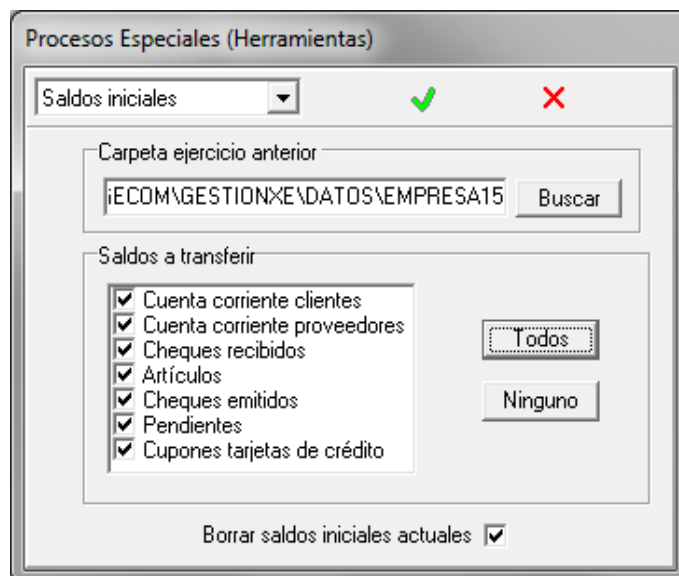 Procesos Especiales (Herramientas)
Saldos iniciales
Carpeta ejercicio anterior
iECOM\GESTIONXE\DATOS\EMPRESA15
Buscar
Saldos a transferir
Cuenta corriente clientes
Cuenta corriente proveedores
Cheques recibidos
Artículos
Cheques emitidos
Pendientes
Cupones tarjetas de crédito
Todos
Ninguno
Borrar saldos iniciales actuales